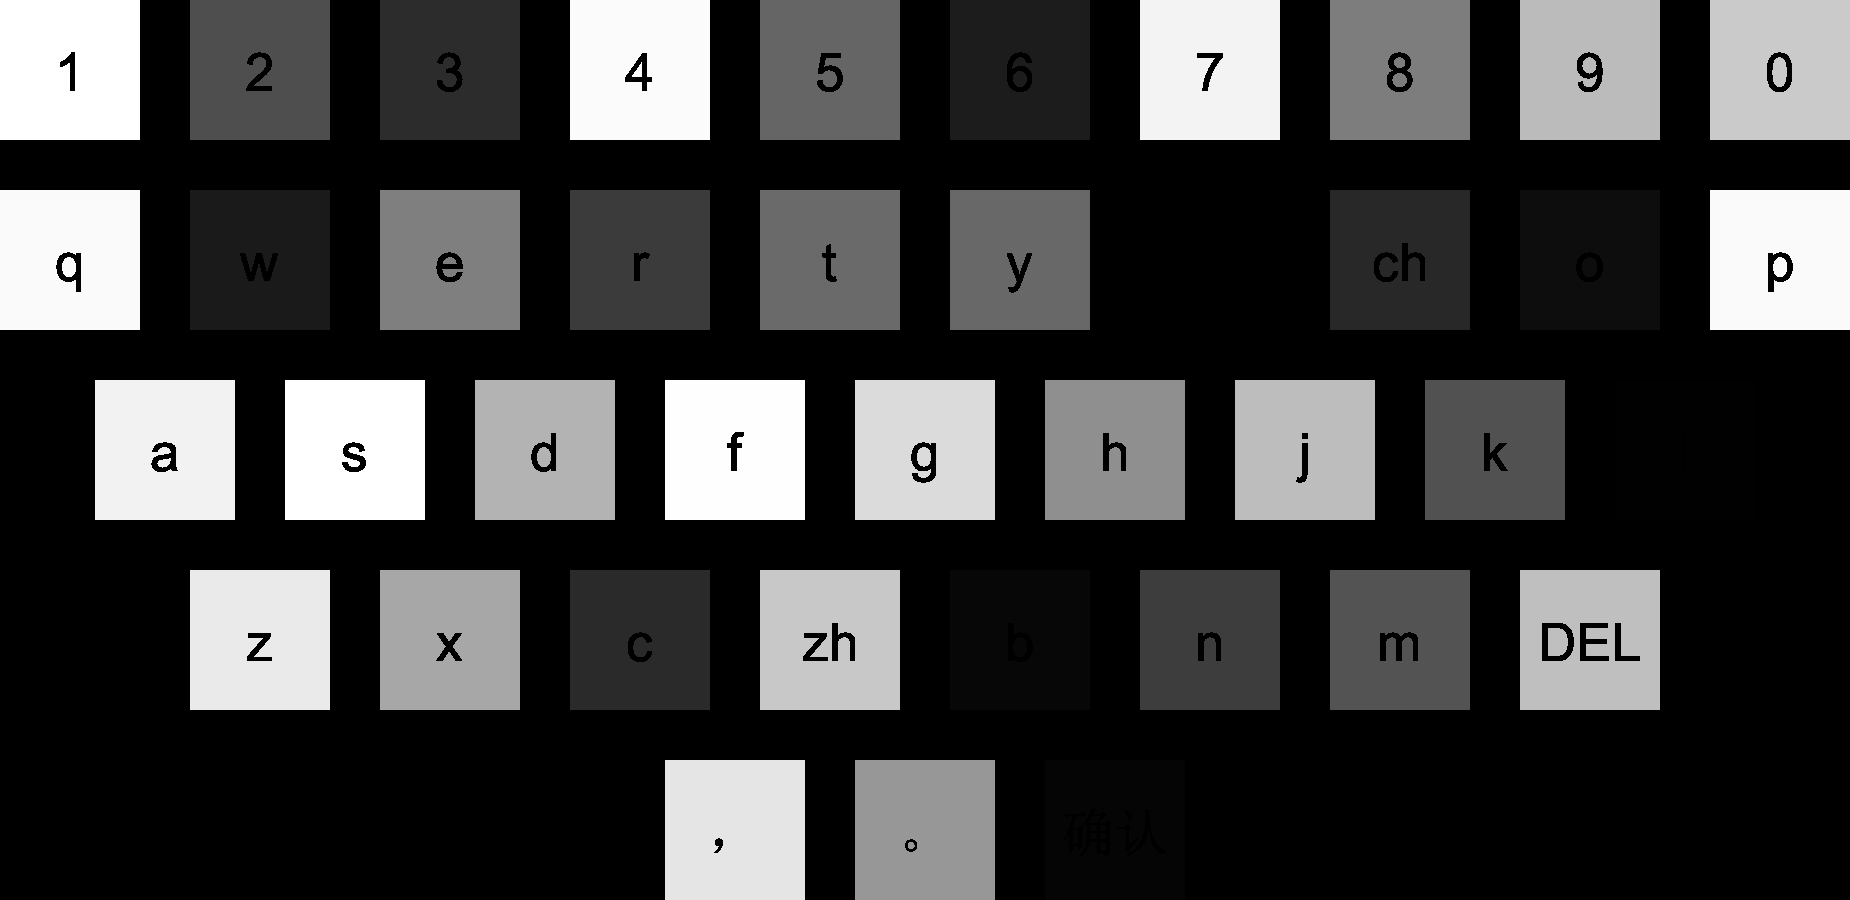 1 2 3 4 5 6 7 8 9 0
q w e r t y ch o p
a s d f g h j k
z x c zh b n m DEL
， 。 确认